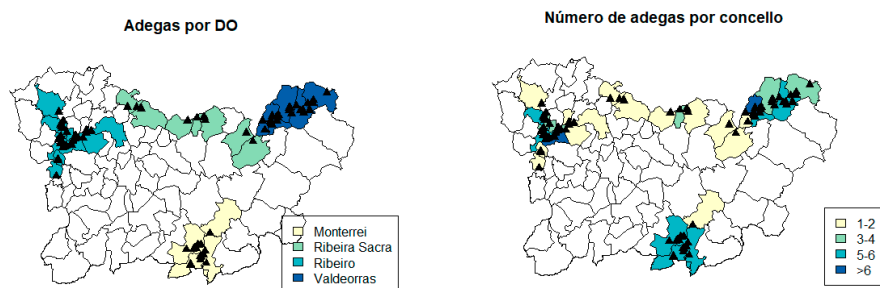 Adegas por DO
Monterrei
Ribeira Sacra
Ribeiro
Valdeorras
Número de adegas por concello
1-2
3-4
5-6
>6